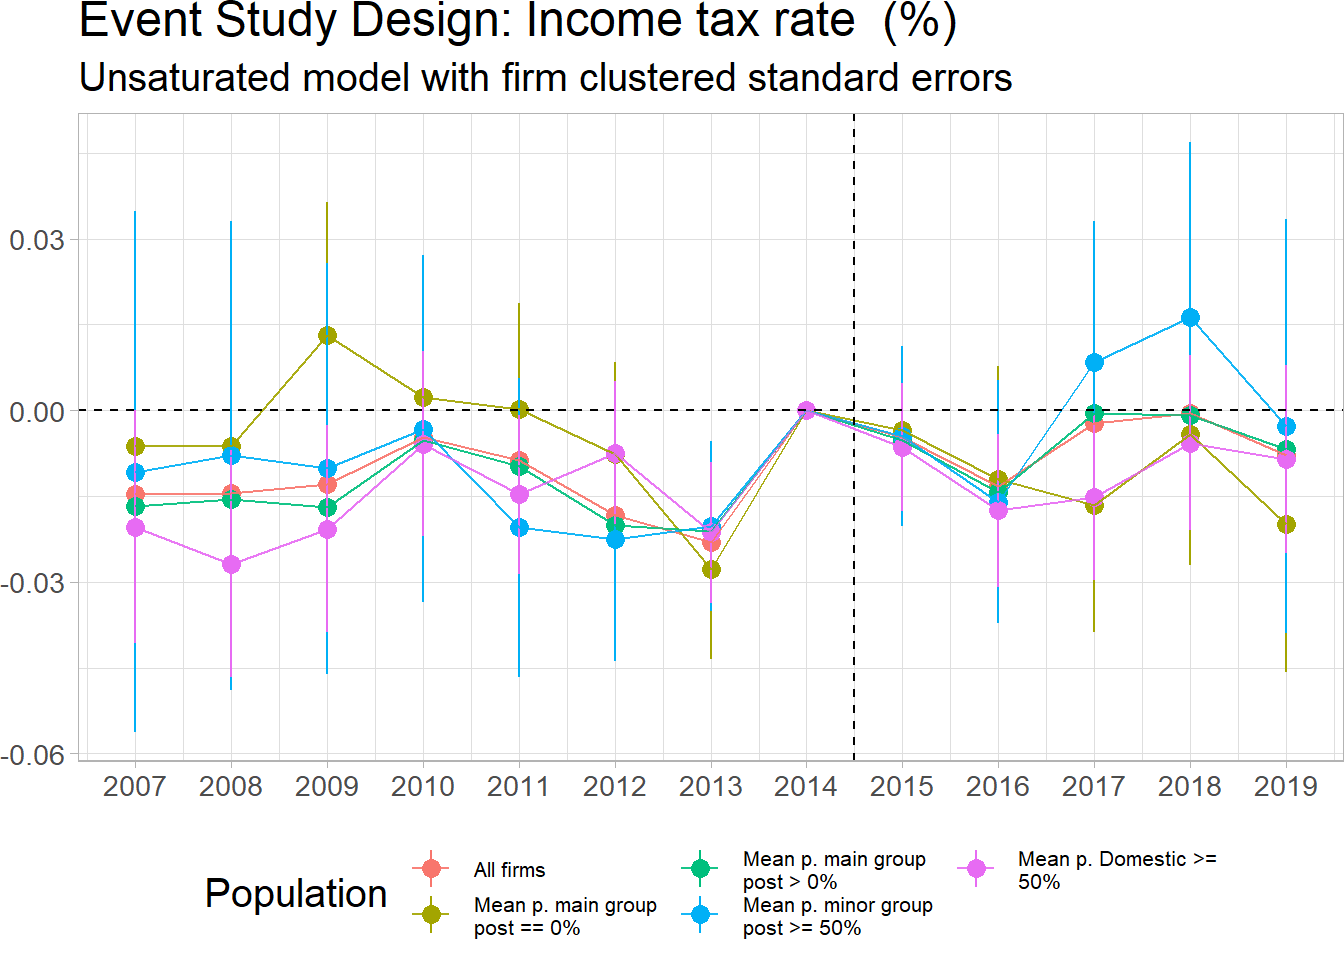 Event Study Design: Income tax rate  (%)
Unsaturated model with firm clustered standard errors
0.03
0.00
-0.03
-0.06
2007 2008 2009 2010 2011 2012 2013 2014 2015 2016 2017 2018 2019
Population
All firms
Mean p. main group
post == 0%
Mean p. main group
post > 0%
Mean p. minor group
post >= 50%
Mean p. Domestic >=
50%